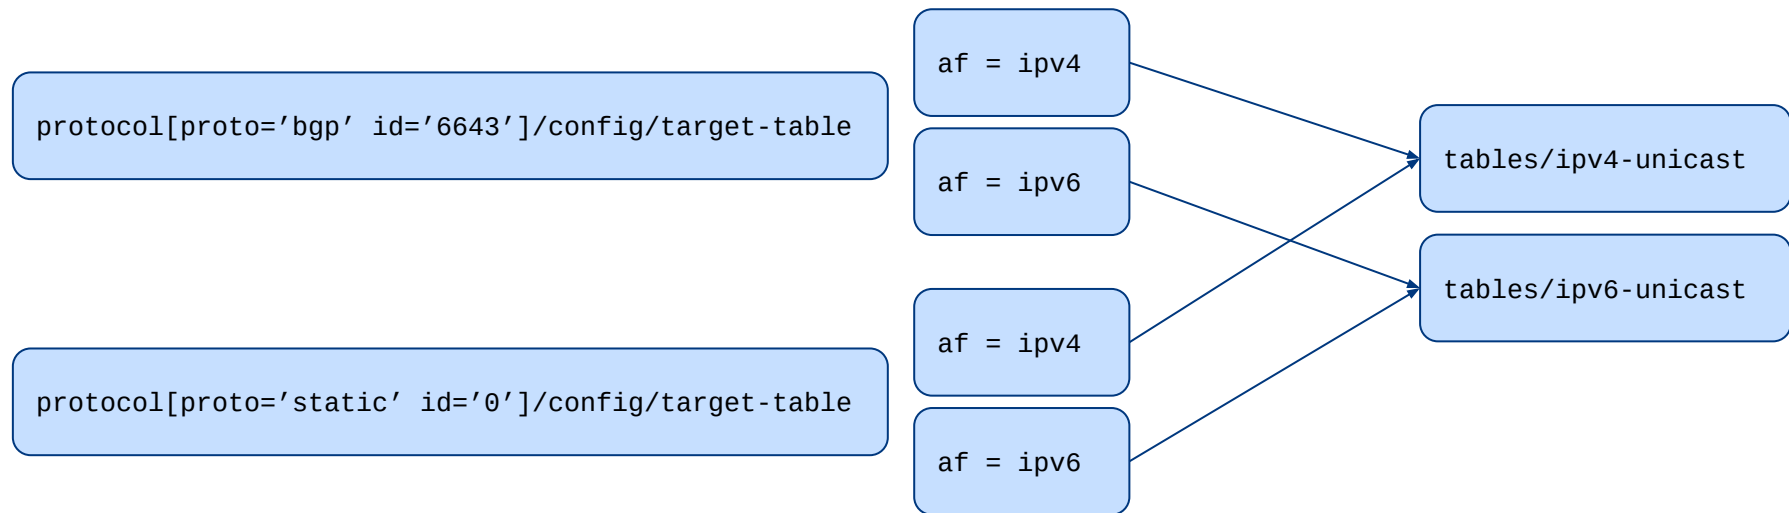 protocol[proto=’bgp’ id=’6643’]/config/target-table
af = ipv4
af = ipv6
tables/ipv4-unicast
tables/ipv6-unicast
protocol[proto=’static’ id=’0’]/config/target-table
af = ipv4
af = ipv6